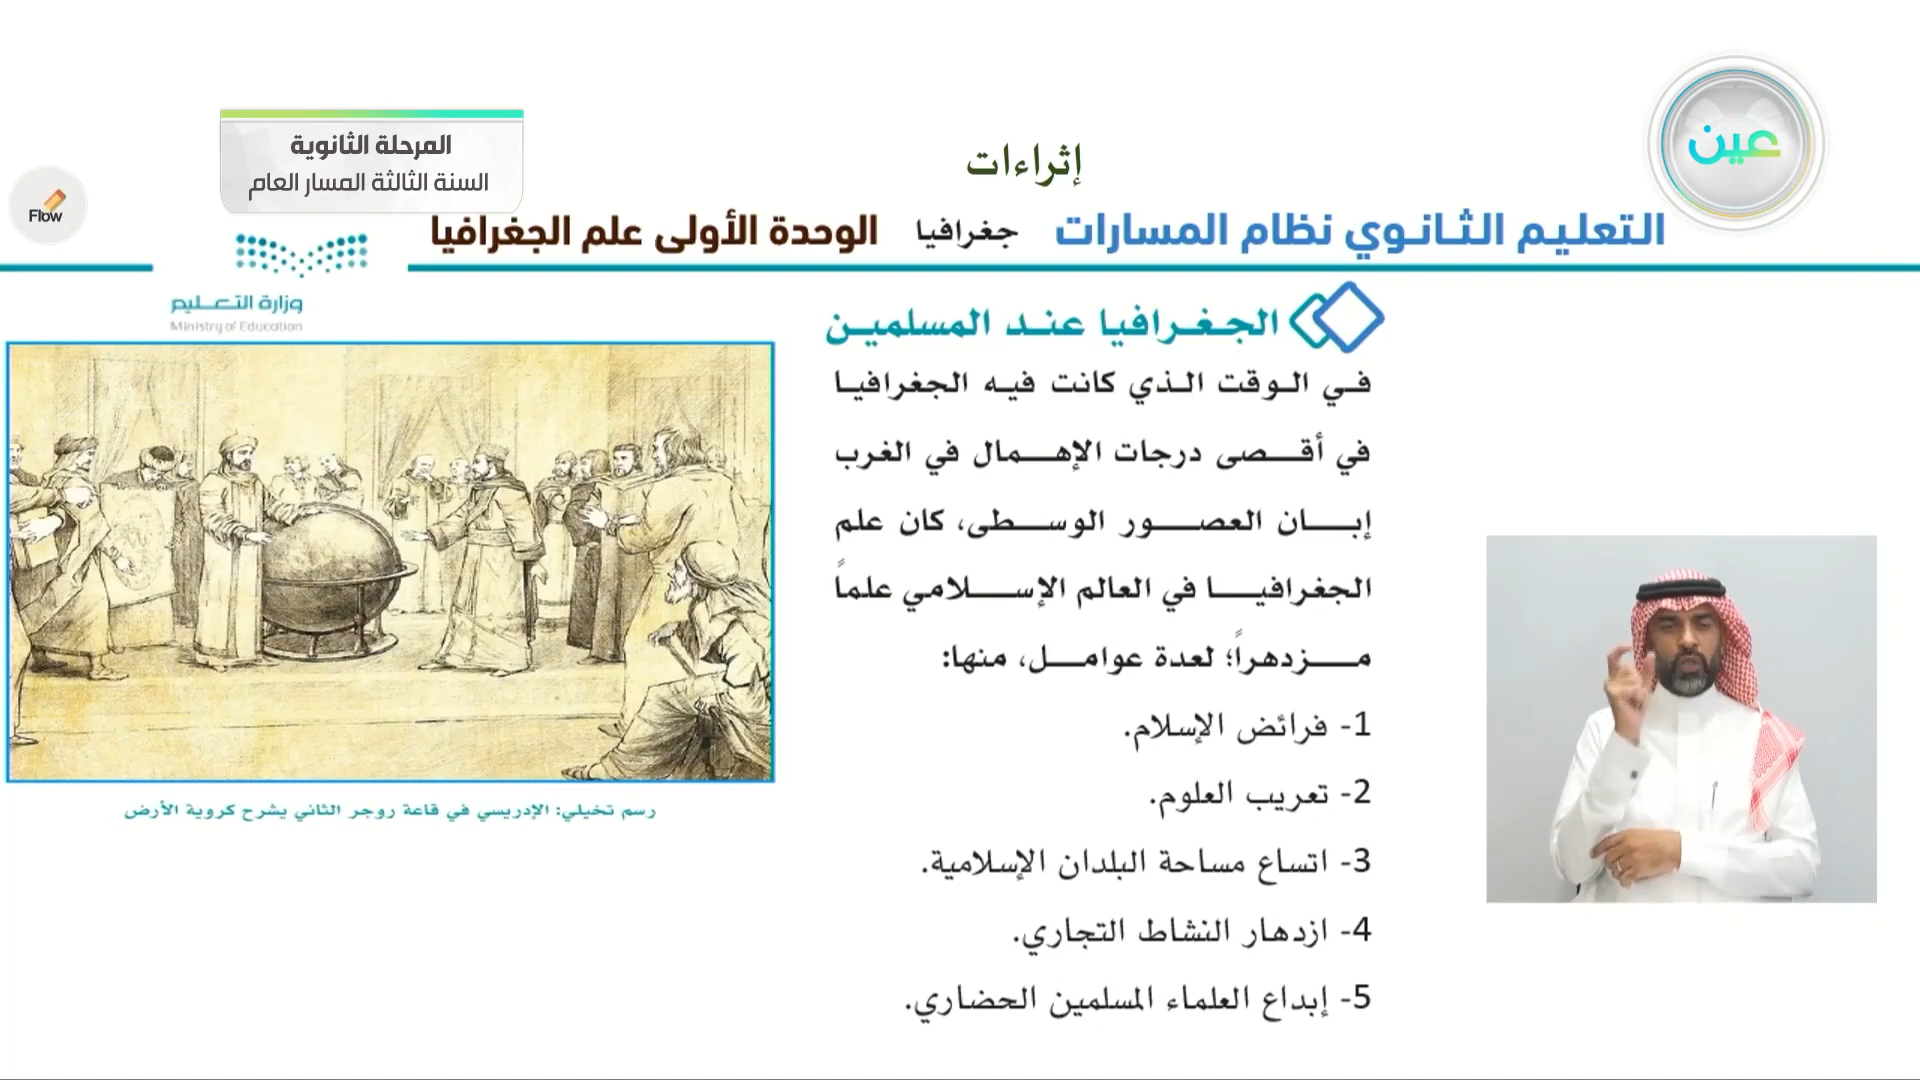 عين
المرحلة الثانوية
السنة الثالثة المسار العام
إثراءات
Flow
التعليم الثانوي نظام المسارات جغرافيا الوحدة الأولى علم الجغرافيا
وزارة التعليم
Ministry of Education
الجغرافيا عند المسلمين
في الوقت الذي كانت فيه الجغرافيا
في أقصى درجات الإهمال في الغرب
إبان العصور الوسطى، كان علم
الجغرافيا في العالم الإسلامي علماً
مزدهراً؛ لعدة عوامل، منها:
1- فرائض الإسلام.
2- تعريب العلوم.
3- اتساع مساحة البلدان الإسلامية.
4- ازدهار النشاط التجاري.
5- إبداع العلماء المسلمين الحضاري.
رسم تخيلي: الإدريسي في قاعة روجر الثاني يشرح كروية الأرض